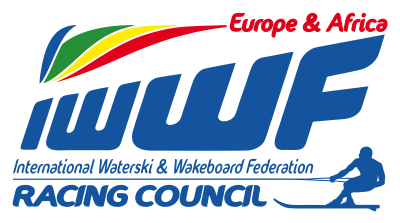 Europe & Africa
IWWF
International Waterski & Wakeboard Federation
RACING COUNCIL